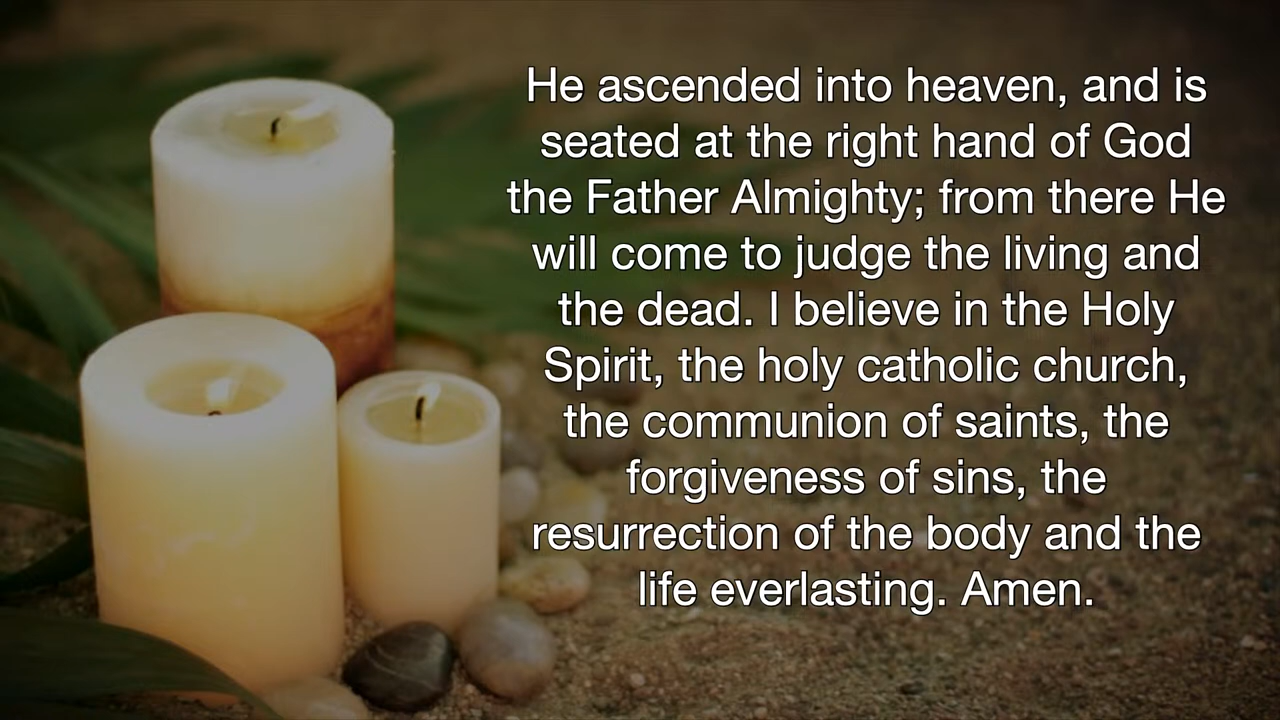 He ascended into heaven, and is
seated at the right hand of God
the Father Almighty; from there He
will come to judge the living and
the dead. I believe in the Holy
Spirit, the holy catholic church,
the communion of saints, the
forgiveness of sins, the
resurrection of the body and the
life everlasting. Amen.